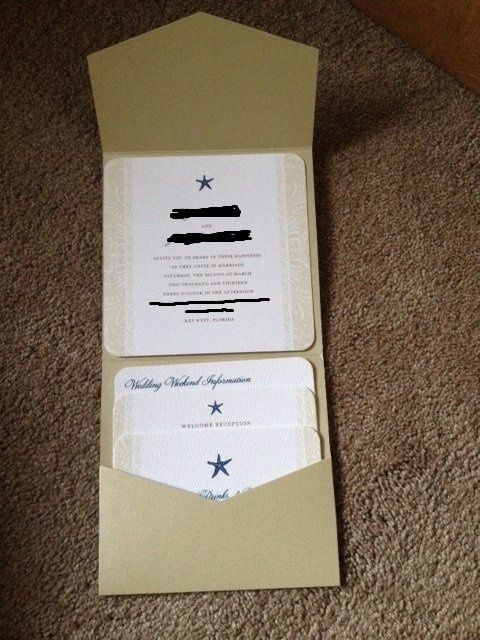 AND
INVITE YOU TO SHARE IN THEIR HAPPINESS
AS THEY UNITE IN MARRIAGE
SATURDAY, THE SECOND OF MARCH
TWO THOUSAND AND THIRTEEN
THREE O'CLOCK IN THE AFTERNOON
KEY WEST, FLORIDA
Wedding Weekend Information
WELCOME RECEPTION
Drinks